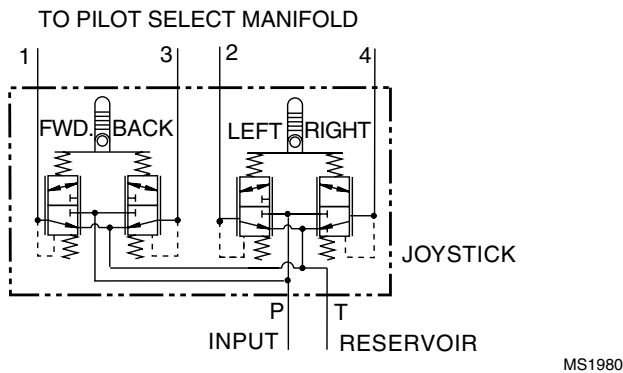 TO PILOT SELECT MANIFOLD
1 3 2 4
FWD. BACK LEFT RIGHT
JOYSTICK
P T
INPUT RESERVOIR
MS1980